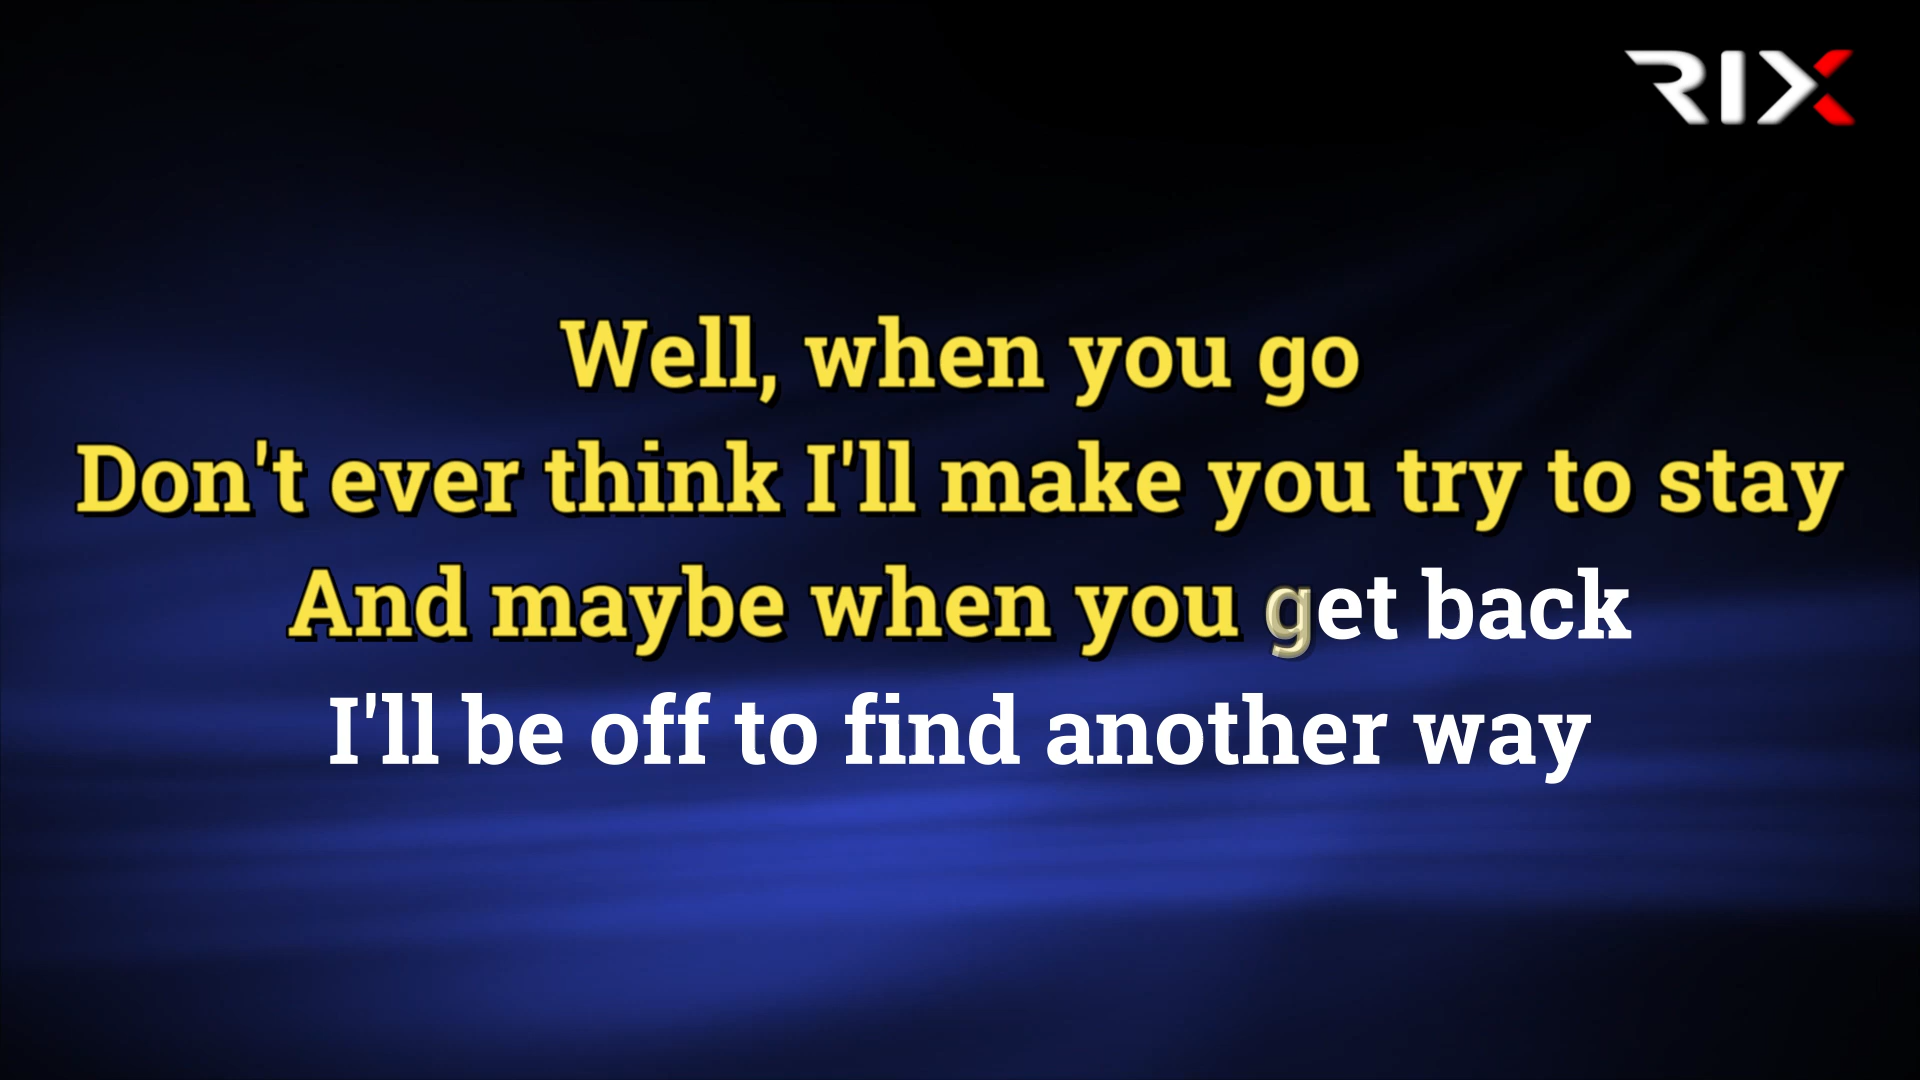 RIX
Well, when you go
Don't ever think I'll make you try to stay
And maybe when you get back
I'll be off to find another way